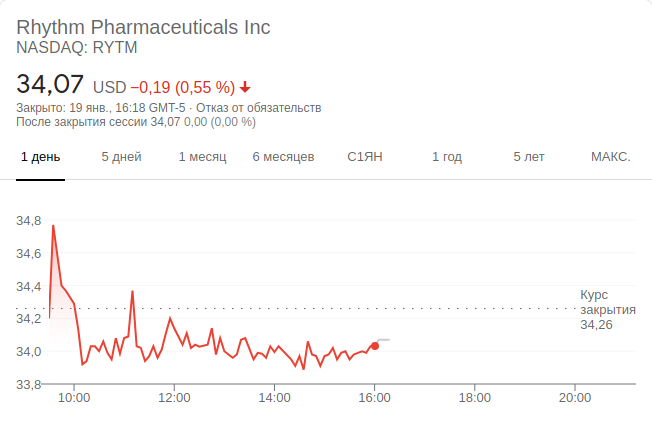 Rhythm Pharmaceuticals Inc
NASDAQ: RYTM
34,07 USD −0,19 (0,55 %)
Закрыто: 19 янв., 16:18 GMT-5 · Отказ от обязательств
После закрытия сессии 34,07 0,00 (0,00 %)
1 день 5 дней 1 месяц 6 месяцев С1ЯН 1 год 5 лет МАКС.
34,8
34,6
34,4
Курс
закрытия
34,26
34,2
34,0
33,8
10:00 12:00 14:00 16:00 18:00 20:00